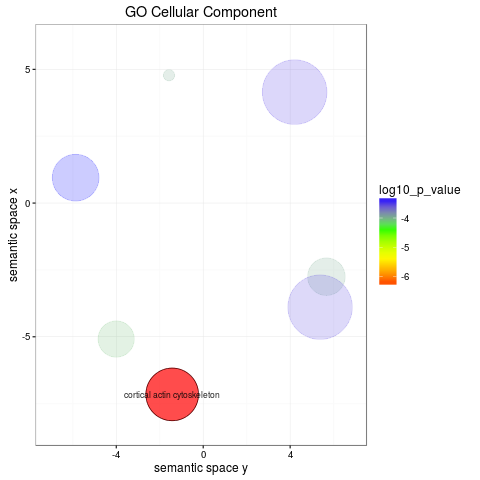 GO Cellular Component
5
0
-5
semantic space x
cortical actin cytoskeleton
-4
0
4
semantic space y
log10_p_value
-4
-5
-6